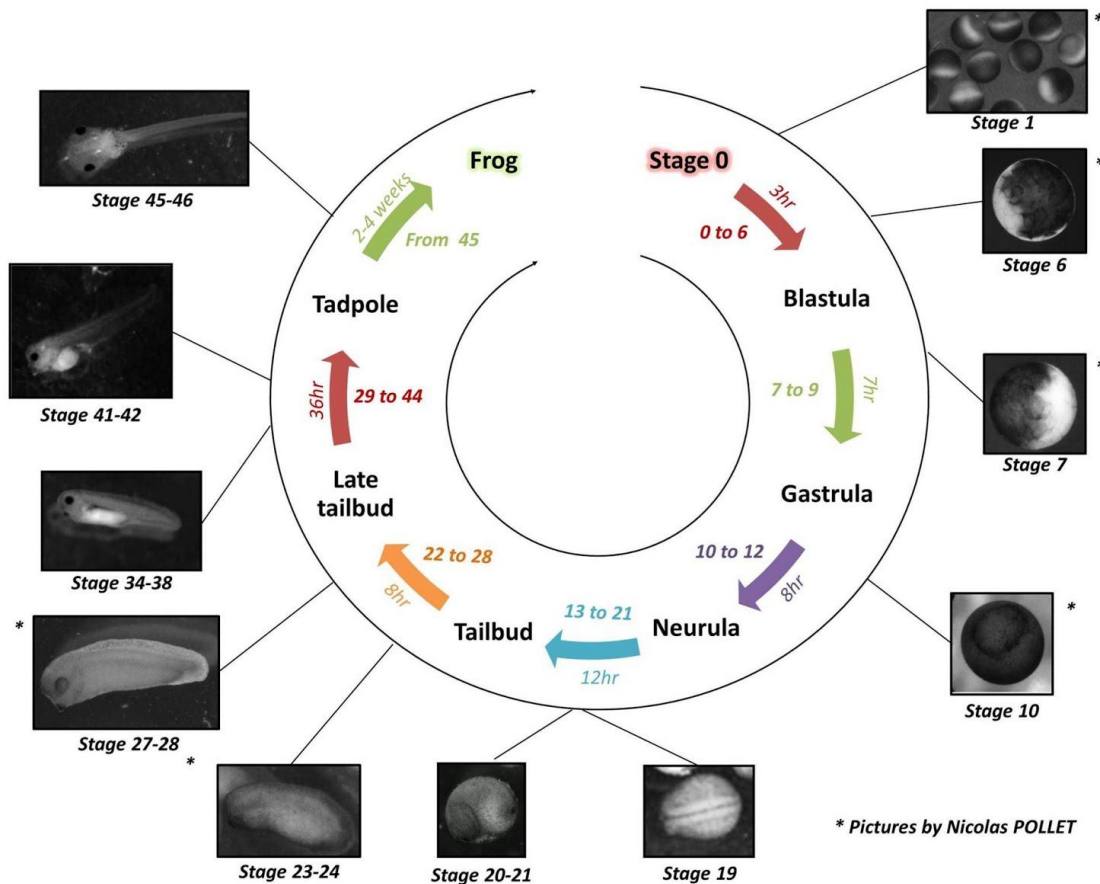 *
Stage 1
*
Stage 6
*
Stage 7
*
Stage 10
Stage 19
Stage 20-21
*
Stage 23-24
*
Stage 27-28
Stage 34-38
Stage 41-42
Stage 45-46
Stage 0
3hr
0 to 6
Blastula
7 to 9
7hr
Gastrula
10 to 12
8hr
Neurula
13 to 21
12hr
Tailbud
22 to 28
8hr
Late
tailbud
36hr
29 to 44
Tadpole
2-4 weeks
From 45
Frog
* Pictures by Nicolas POLLET